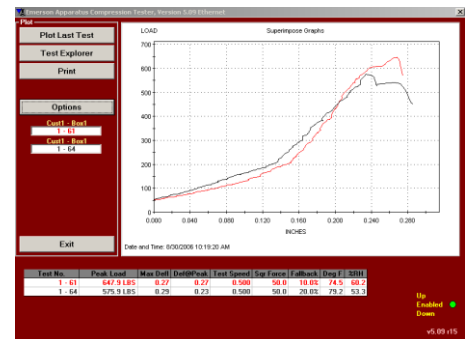 Emerson Apparatus Compression Tester, Version 5.09 Ethernet
Plot
Plot Last Test
Test Explorer
Print
Options
Cust1 - Box1
1 - 61
Cust1 - Box1
1 - 64
Exit
LOAD
Superimpose Graphs
700
600
500
400
300
200
100
0
0.000 0.040 0.080 0.120 0.160 0.200 0.240 0.280
INCHES
Date and Time: 8/30/2006 10:19:20 AM
Test No. Peak Load Max Defl Defl@Peak Test Speed Sqr Force Fallback Deg F %RH
1 - 61 647.9 LBS 0.27 0.27 0.500 50.0 10.0% 74.5 60.2
1 - 64 575.9 LBS 0.29 0.23 0.500 50.0 20.0% 79.2 53.3
Up
Enabled
Down
v5.09 r15